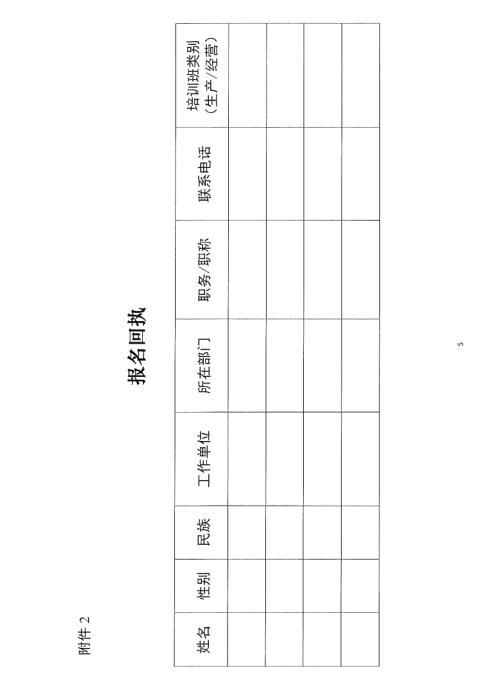 附件 2
报名回执
姓名
性别
民族
工作单位
所在部门
职务/职称
联系电话
培训班类别
（生产/经营）
5